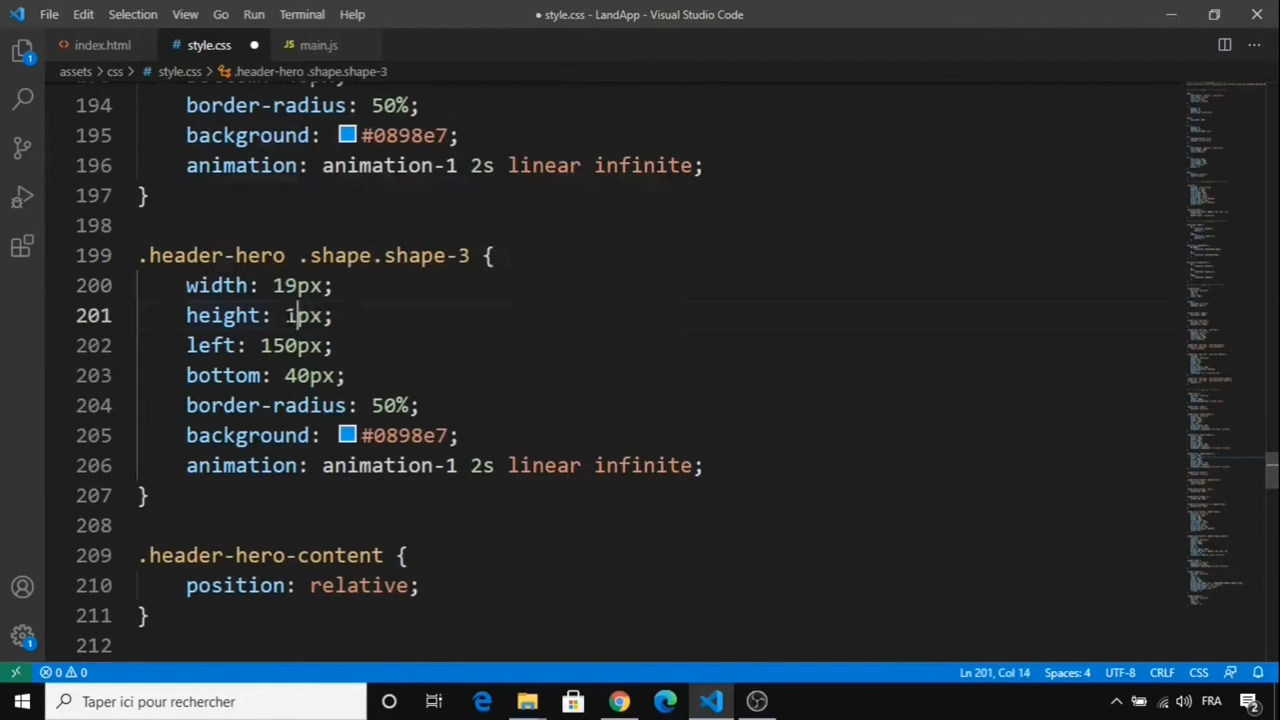 File Edit Selection View Go Run Terminal Help ● style.css - LandApp - Visual Studio Code
index.html # style.css ● JS main.js
assets > css > # style.css > .header-hero .shape.shape-3
194 border-radius: 50%;
195 background: #0898e7;
196 animation: animation-1 2s linear infinite;
197 }
198
199 .header-hero .shape.shape-3 {
200 width: 19px;
201 height: 1px;
202 left: 150px;
203 bottom: 40px;
204 border-radius: 50%;
205 background: #0898e7;
206 animation: animation-1 2s linear infinite;
207 }
208
209 .header-hero-content {
210 position: relative;
211 }
212
0 0 Ln 201, Col 14 Spaces: 4 UTF-8 CRLF CSS
Taper ici pour rechercher FRA 2